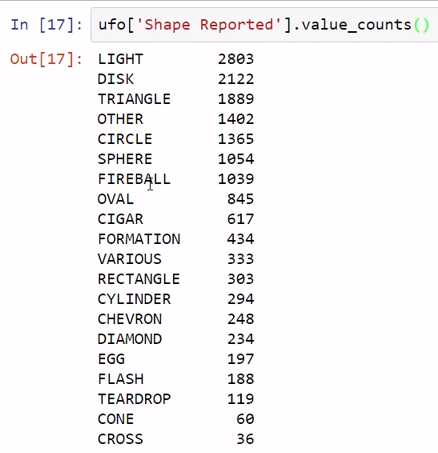 In [17]: ufo['Shape Reported'].value_counts()
Out[17]: LIGHT 2803
DISK 2122
TRIANGLE 1889
OTHER 1402
CIRCLE 1365
SPHERE 1054
FIREBALL 1039
OVAL 845
CIGAR 617
FORMATION 434
VARIOUS 333
RECTANGLE 303
CYLINDER 294
CHEVRON 248
DIAMOND 234
EGG 197
FLASH 188
TEARDROP 119
CONE 60
CROSS 36